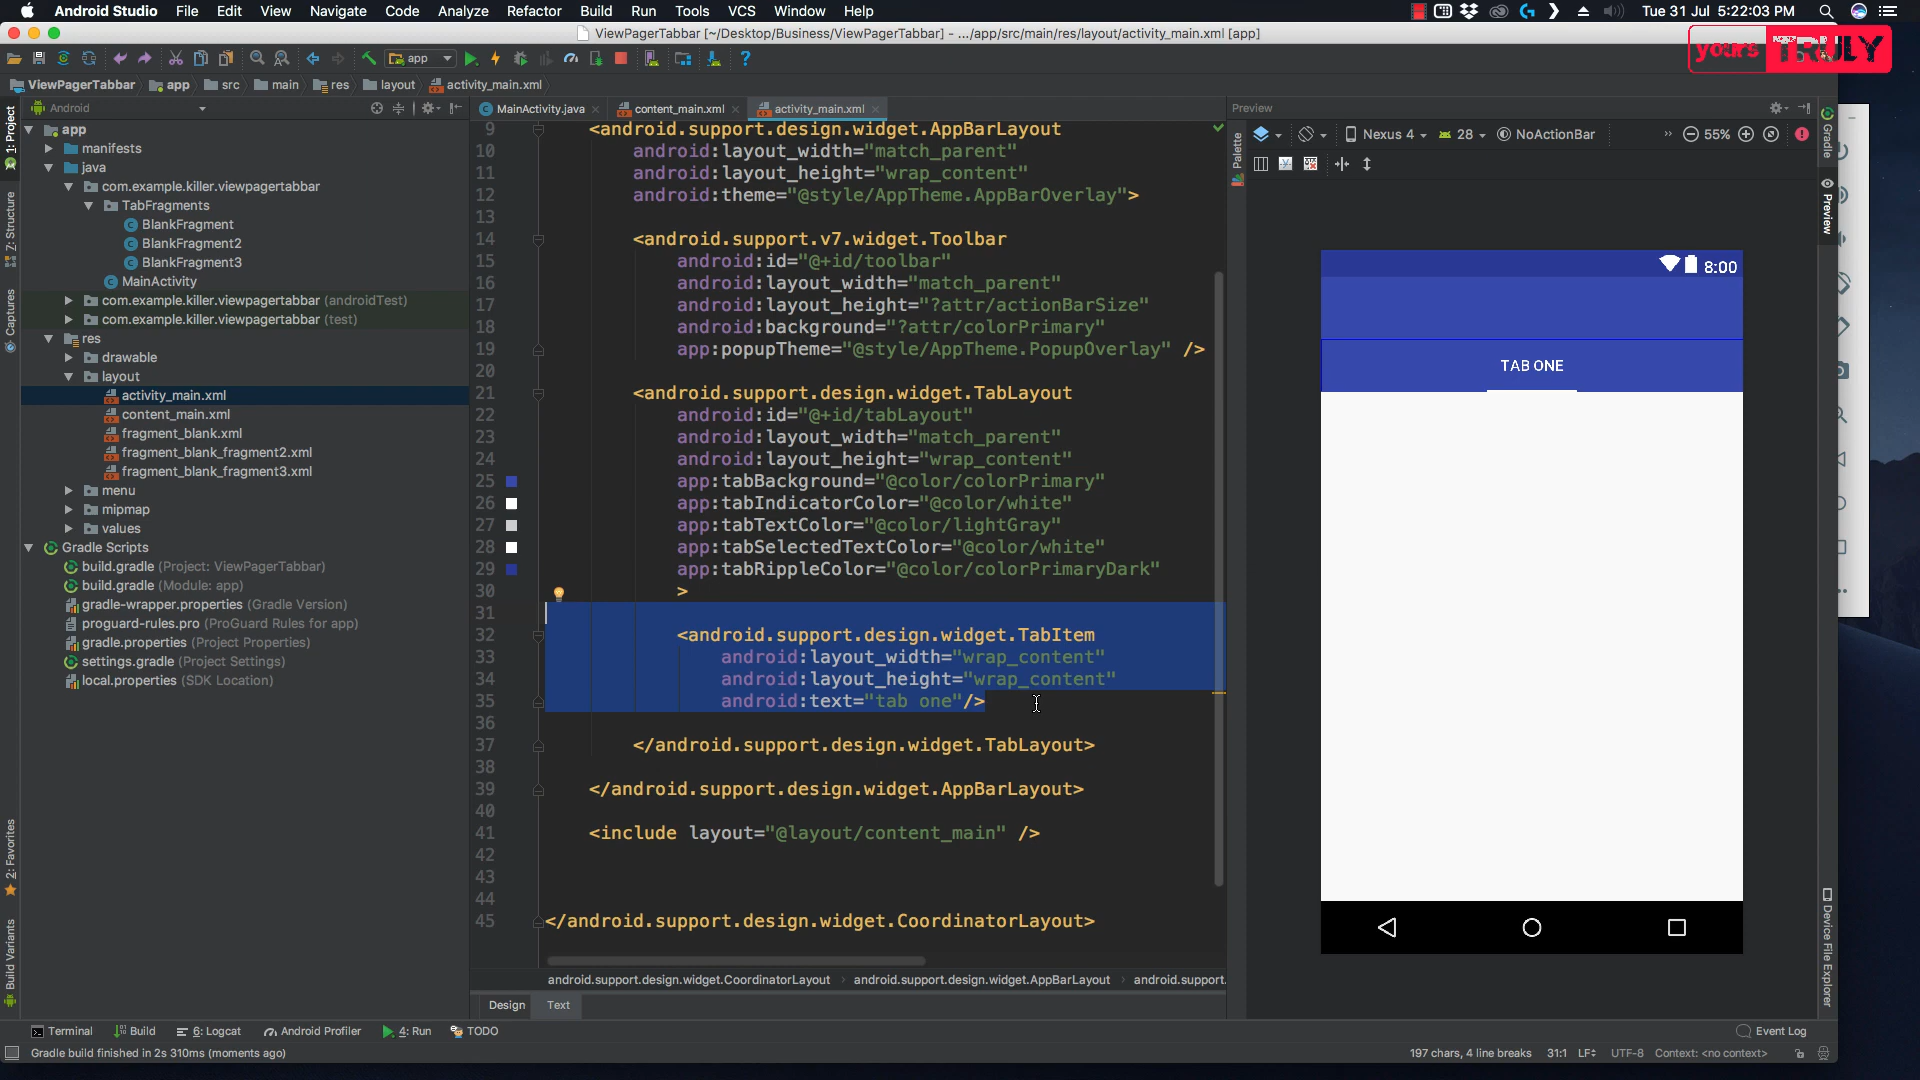 Android Studio File Edit View Navigate Code Analyze Refactor Build Run Tools VCS Window Help Tue 31 Jul 5:22:03 PM
ViewPagerTabbar [~/Desktop/Business/ViewPagerTabbar] - .../app/src/main/res/layout/activity_main.xml [app]
yours TRULY
app
ViewPagerTabbar app src main res layout activity_main.xml
Android
MainActivity.java content_main.xml activity_main.xml
Preview
Nexus 4 28 NoActionBar 55%
1: Project
Z: Structure
Captures
2: Favorites
Build Variants
app
manifests
java
com.example.killer.viewpagertabbar
TabFragments
BlankFragment
BlankFragment2
BlankFragment3
MainActivity
com.example.killer.viewpagertabbar (androidTest)
com.example.killer.viewpagertabbar (test)
res
drawable
layout
activity_main.xml
content_main.xml
fragment_blank.xml
fragment_blank_fragment2.xml
fragment_blank_fragment3.xml
menu
mipmap
values
Gradle Scripts
build.gradle (Project: ViewPagerTabbar)
build.gradle (Module: app)
gradle-wrapper.properties (Gradle Version)
proguard-rules.pro (ProGuard Rules for app)
gradle.properties (Project Properties)
settings.gradle (Project Settings)
local.properties (SDK Location)
9 <android.support.design.widget.AppBarLayout
10 android:layout_width="match_parent"
11 android:layout_height="wrap_content"
12 android:theme="@style/AppTheme.AppBarOverlay">
13
14 <android.support.v7.widget.Toolbar
15 android:id="@+id/toolbar"
16 android:layout_width="match_parent"
17 android:layout_height="?attr/actionBarSize"
18 android:background="?attr/colorPrimary"
19 app:popupTheme="@style/AppTheme.PopupOverlay" />
20
21 <android.support.design.widget.TabLayout
22 android:id="@+id/tabLayout"
23 android:layout_width="match_parent"
24 android:layout_height="wrap_content"
25 app:tabBackground="@color/colorPrimary"
26 app:tabIndicatorColor="@color/white"
27 app:tabTextColor="@color/lightGray"
28 app:tabSelectedTextColor="@color/white"
29 app:tabRippleColor="@color/colorPrimaryDark"
30 >
31
32 <android.support.design.widget.TabItem
33 android:layout_width="wrap_content"
34 android:layout_height="wrap_content"
35 android:text="tab one"/>
36
37 </android.support.design.widget.TabLayout>
38
39 </android.support.design.widget.AppBarLayout>
40
41 <include layout="@layout/content_main" />
42
43
44
45 </android.support.design.widget.CoordinatorLayout>
android.support.design.widget.CoordinatorLayout android.support.design.widget.AppBarLayout android.support.
Design Text
Palette
8:00
TAB ONE
Gradle
Preview
Device File Explorer
Terminal Build 6: Logcat Android Profiler 4: Run TODO Event Log
Gradle build finished in 2s 310ms (moments ago) 197 chars, 4 line breaks 31:1 LF UTF-8 Context: <no context>